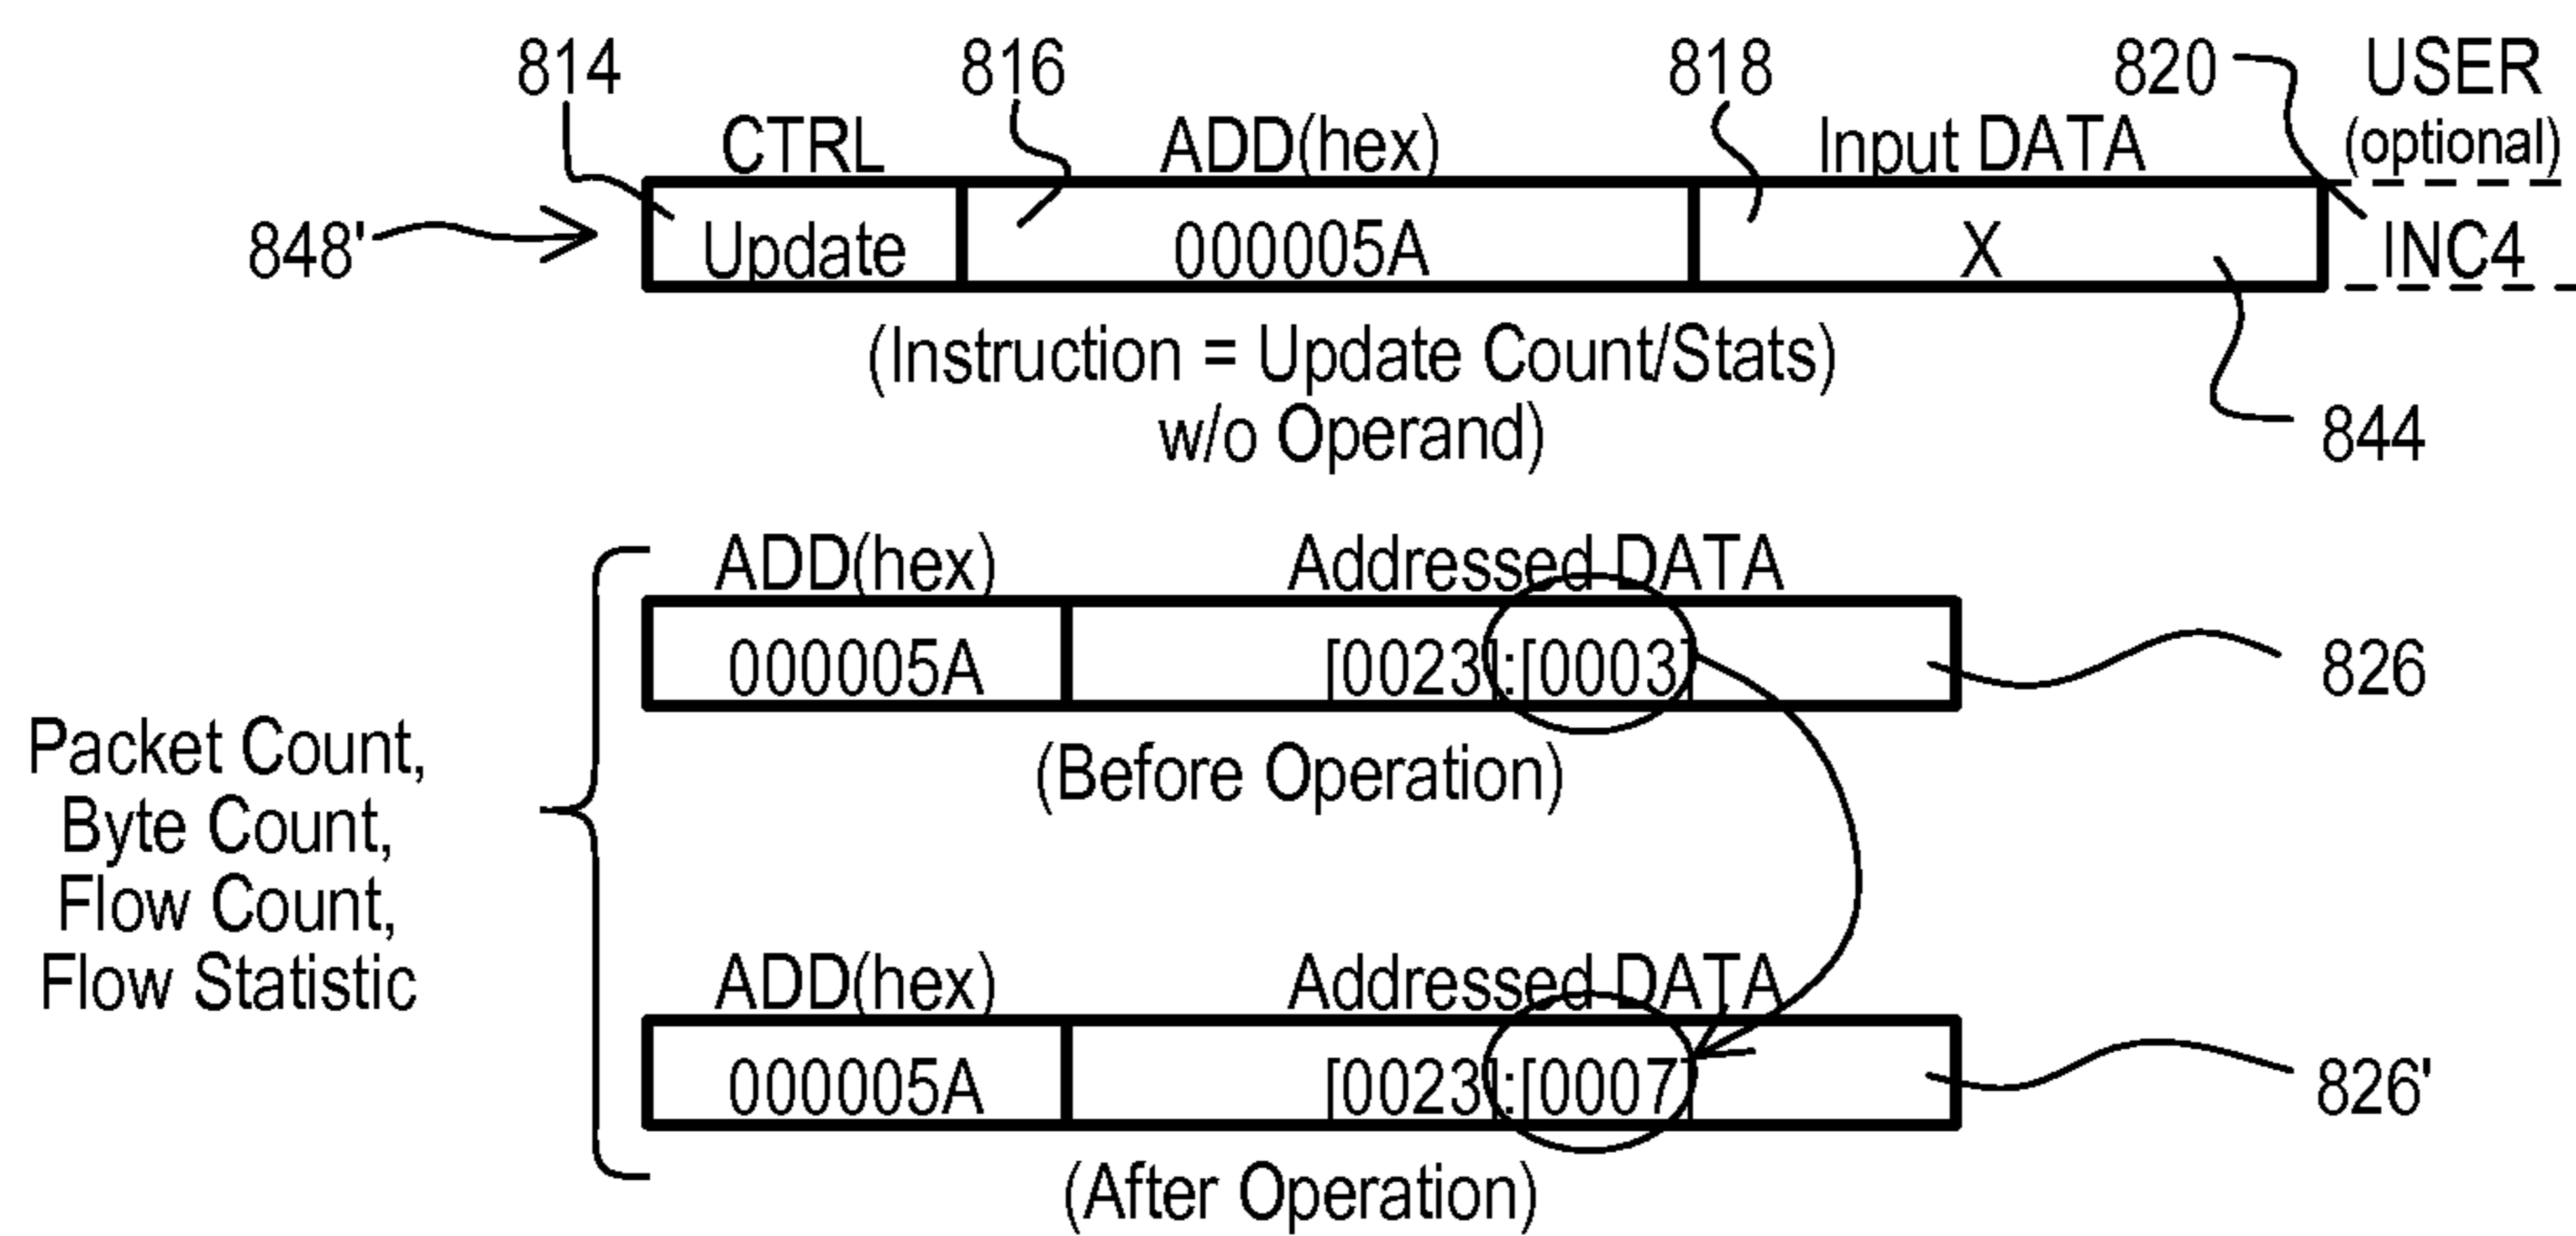 814 816 818 820 USER
CTRL ADD(hex) Input DATA (optional)
848' Update 000005A X INC4
(Instruction = Update Count/Stats)
w/o Operand)
844
ADD(hex) Addressed DATA
000005A [0023]:[0003] 826
(Before Operation)
Packet Count,
Byte Count,
Flow Count,
Flow Statistic
ADD(hex) Addressed DATA
000005A [0023]:[0007] 826'
(After Operation)